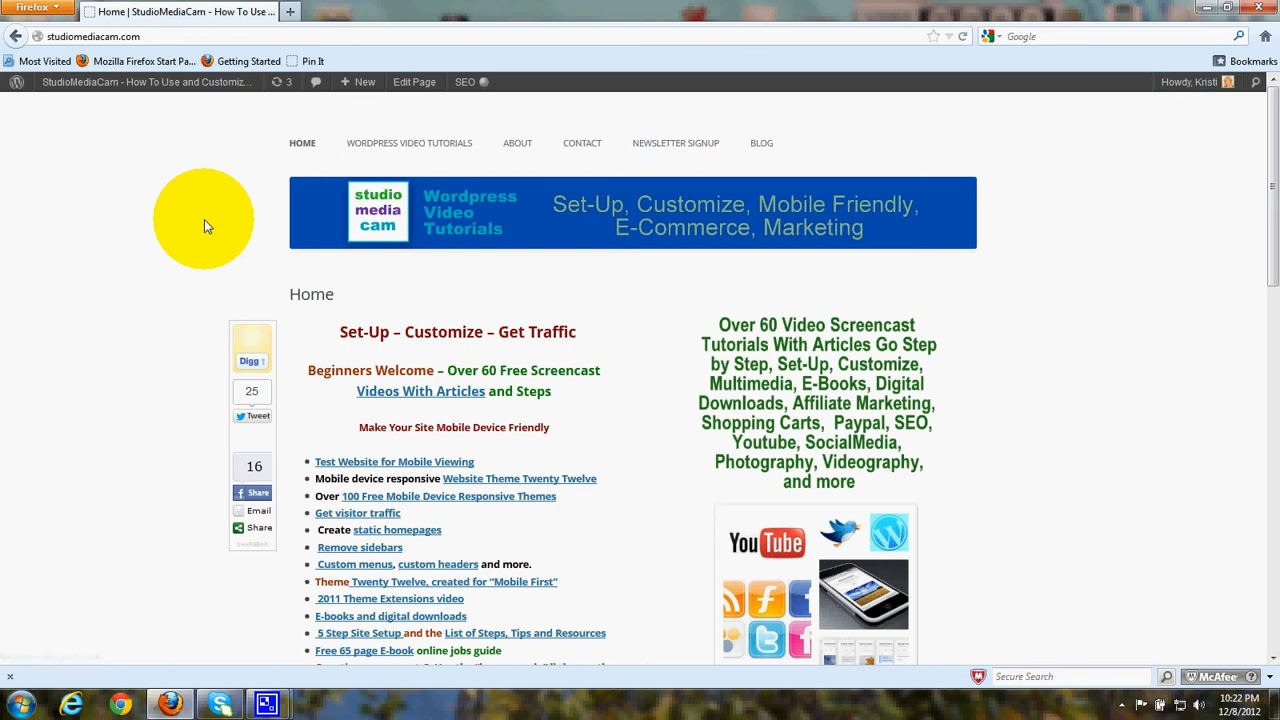 Firefox
Home | StudioMediaCam - How To Use ...
studiomediacam.com
Google
Most Visited
Mozilla Firefox Start Pa...
Getting Started
Pin It
Bookmarks
StudioMediaCam - How To Use and Customiz...
3
+ New
Edit Page
SEO
Howdy, Kristi
HOME
WORDPRESS VIDEO TUTORIALS
ABOUT
CONTACT
NEWSLETTER SIGNUP
BLOG
studio
media
cam
Wordpress
Video
Tutorials
Set-Up, Customize, Mobile Friendly,
E-Commerce, Marketing
Home
Digg
25
Tweet
16
Share
Email
Share
SHAREBAR
Set-Up – Customize – Get Traffic
Beginners Welcome – Over 60 Free Screencast
Videos With Articles and Steps
Make Your Site Mobile Device Friendly
Test Website for Mobile Viewing
Mobile device responsive Website Theme Twenty Twelve
Over 100 Free Mobile Device Responsive Themes
Get visitor traffic
Create static homepages
Remove sidebars
Custom menus, custom headers and more.
Theme Twenty Twelve, created for “Mobile First”
2011 Theme Extensions video
E-books and digital downloads
5 Step Site Setup and the List of Steps, Tips and Resources
Free 65 page E-book online jobs guide
Over 60 Video Screencast
Tutorials With Articles Go Step
by Step, Set-Up, Customize,
Multimedia, E-Books, Digital
Downloads, Affiliate Marketing,
Shopping Carts, Paypal, SEO,
Youtube, SocialMedia,
Photography, Videography,
and more
YouTube
Secure Search
McAfee
10:22 PM
12/8/2012